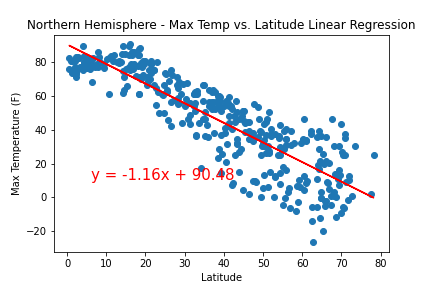 Northern Hemisphere - Max Temp vs. Latitude Linear Regression
Max Temperature (F)
80
60
40
20
0
−20
y = -1.16x + 90.48
0 10 20 30 40 50 60 70 80
Latitude